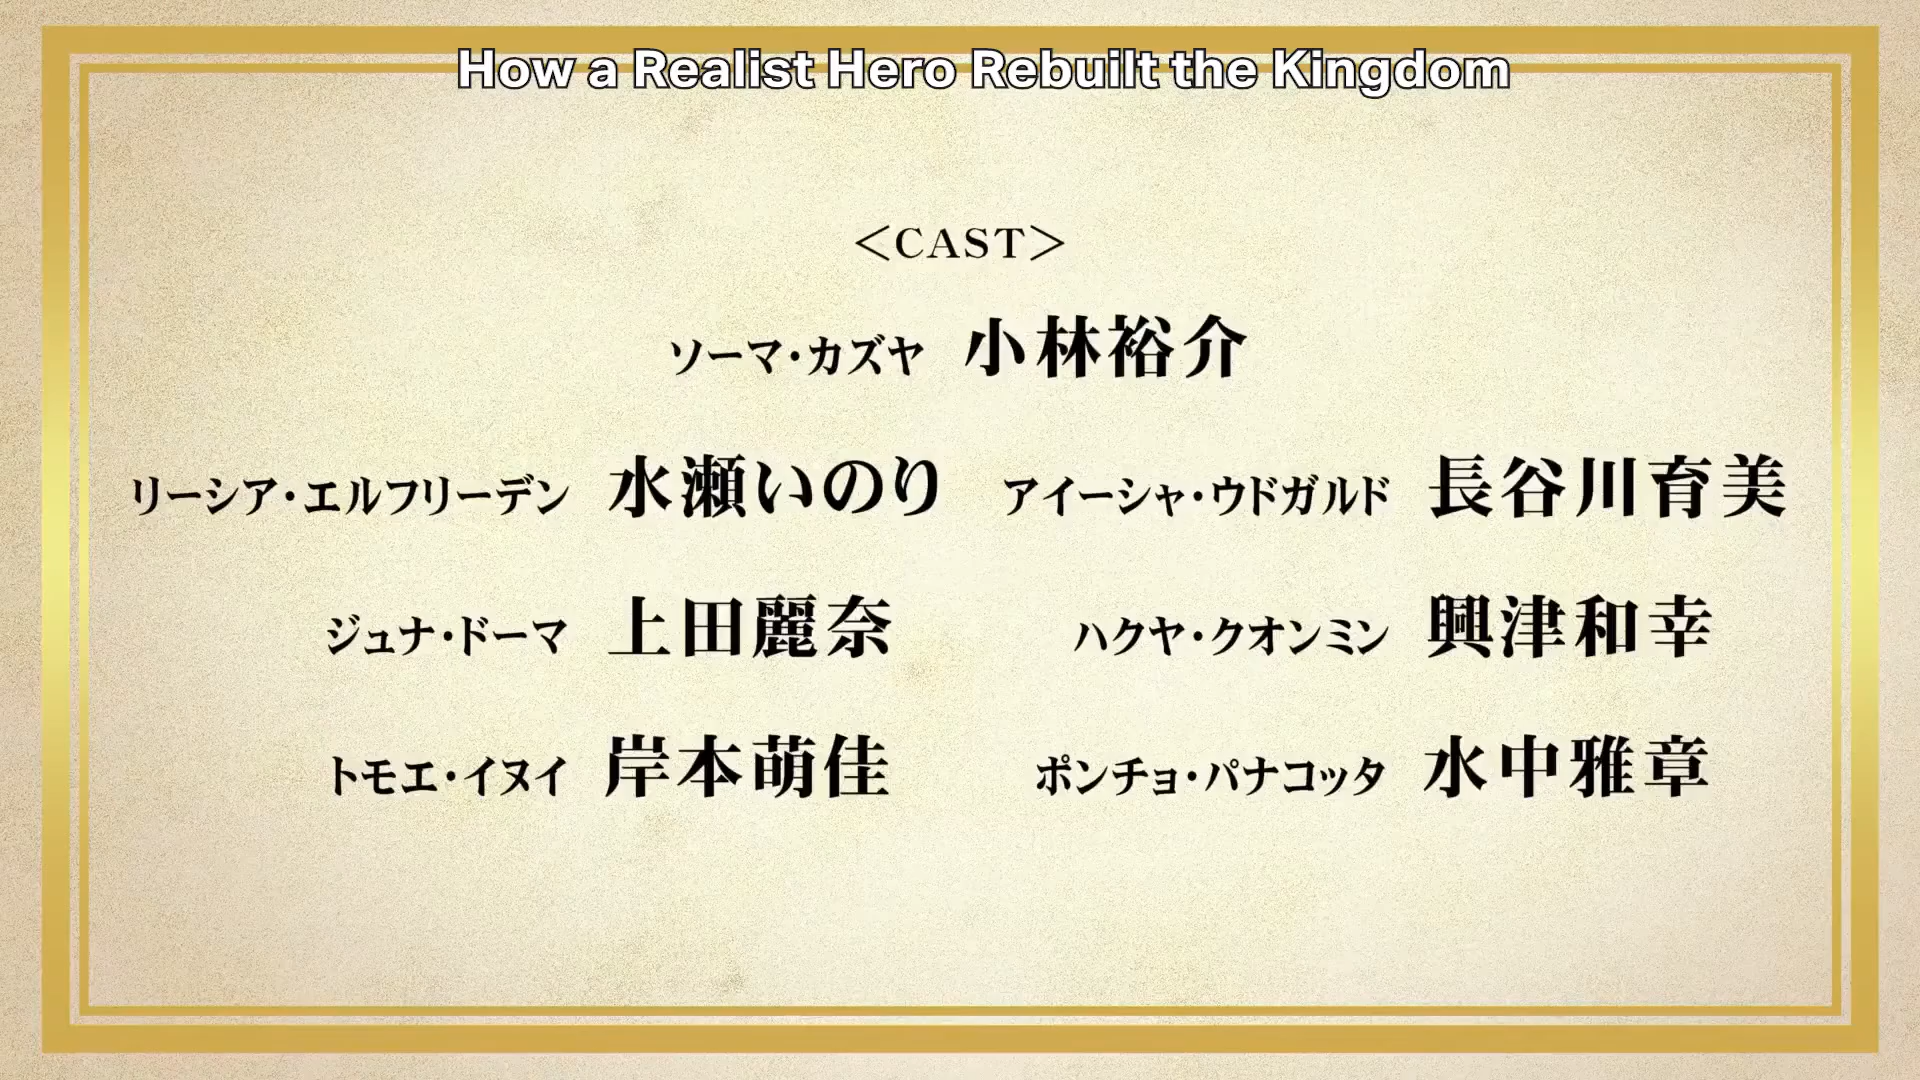 How a Realist Hero Rebuilt the Kingdom
＜CAST＞
ソーマ・カズヤ 小林裕介
リーシア・エルフリーデン 水瀬いのり アイーシャ・ウドガルド 長谷川育美
ジュナ・ドーマ 上田麗奈 ハクヤ・クオンミン 興津和幸
トモエ・イヌイ 岸本萌佳 ポンチョ・パナコッタ 水中雅章